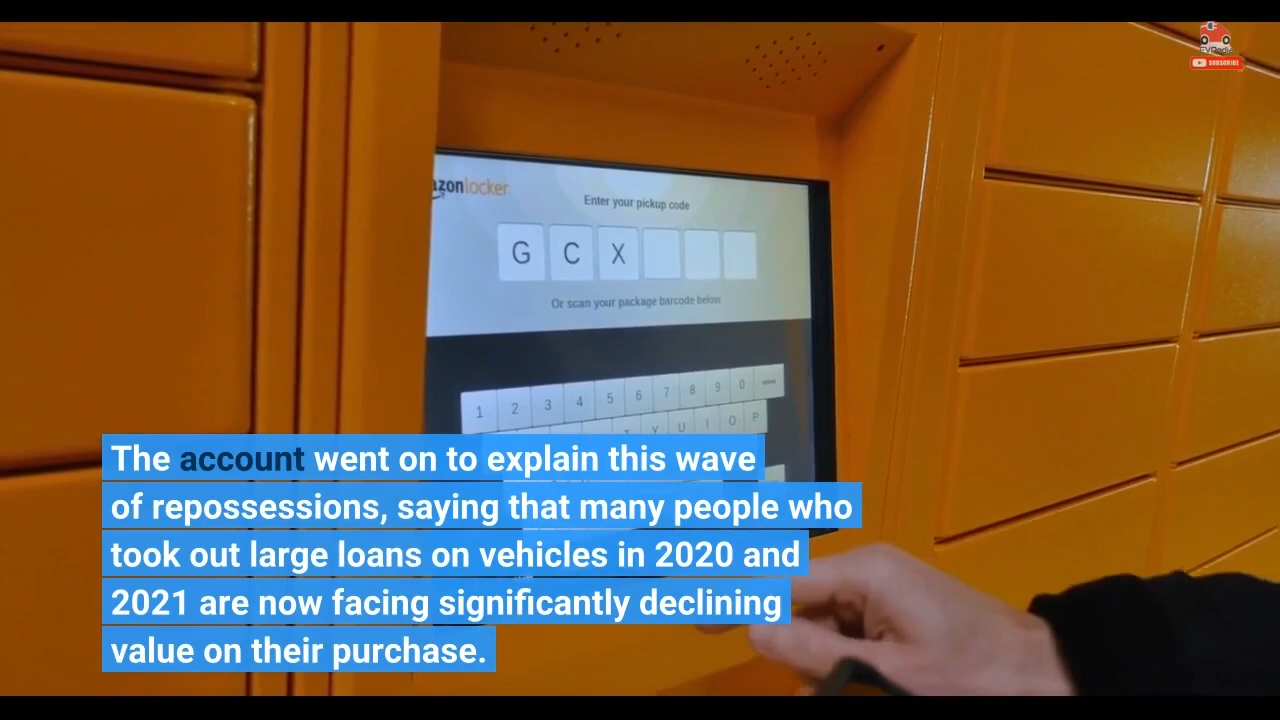 EVPedia
SUBSCRIBE
azonlocker
Enter your pickup code
G C X
Or scan your package barcode below
1 2 3 4 5 6 7 8 9 0
T Y U I O P
The account went on to explain this wave
of repossessions, saying that many people who
took out large loans on vehicles in 2020 and
2021 are now facing significantly declining
value on their purchase.